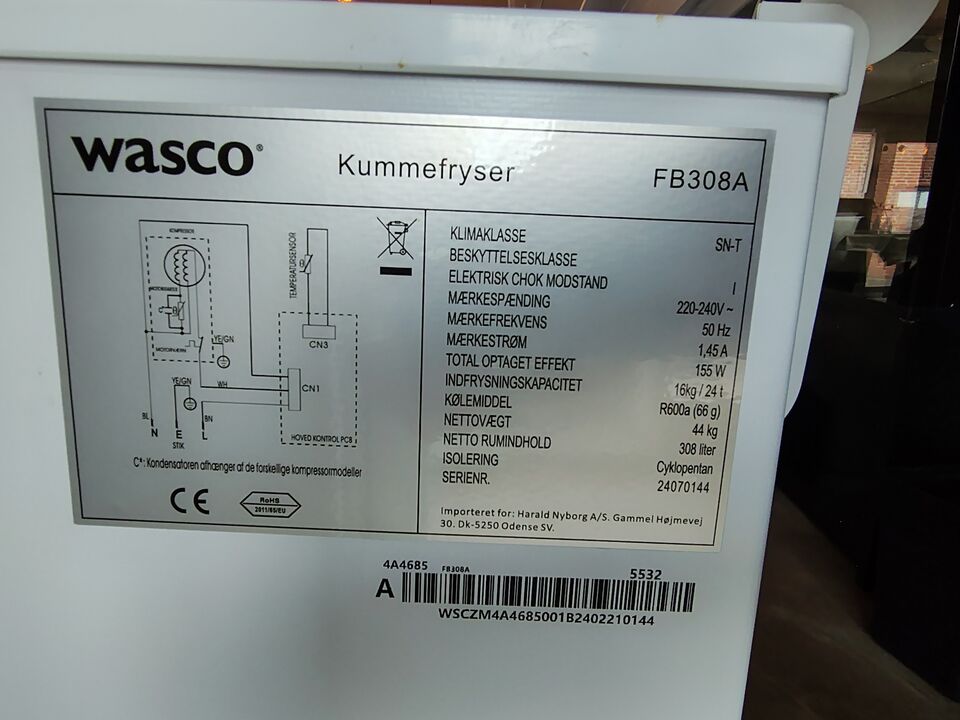 wasco®
Kummefryser
FB308A
KOMPRESSOR
YE/GN
WH
YE/GN
BL
BN
N E L
STIK
TEMPERATURSENSOR
θ
CN3
CN1
HOVED KONTROL PCB
C*: Kondensatoren afhænger af de forskellige kompressormodeller
CE
RoHS
2011/65/EU
KLIMAKLASSE SN-T
BESKYTTELSESKLASSE
ELEKTRISK CHOK MODSTAND I
MÆRKESPÆNDING 220-240V ~
MÆRKEFREKVENS 50 Hz
MÆRKESTRØM 1,45 A
TOTAL OPTAGET EFFEKT 155 W
INDFRYSNINGSKAPACITET 16kg / 24 t
KØLEMIDDEL R600a (66 g)
NETTOVÆGT 44 kg
NETTO RUMINDHOLD 308 liter
ISOLERING Cyklopentan
SERIENR. 24070144
Importeret for: Harald Nyborg A/S. Gammel Højmevej
30. Dk-5250 Odense SV.
4A4685 FB308A 5532
A
WSCZM4A4685001B2402210144